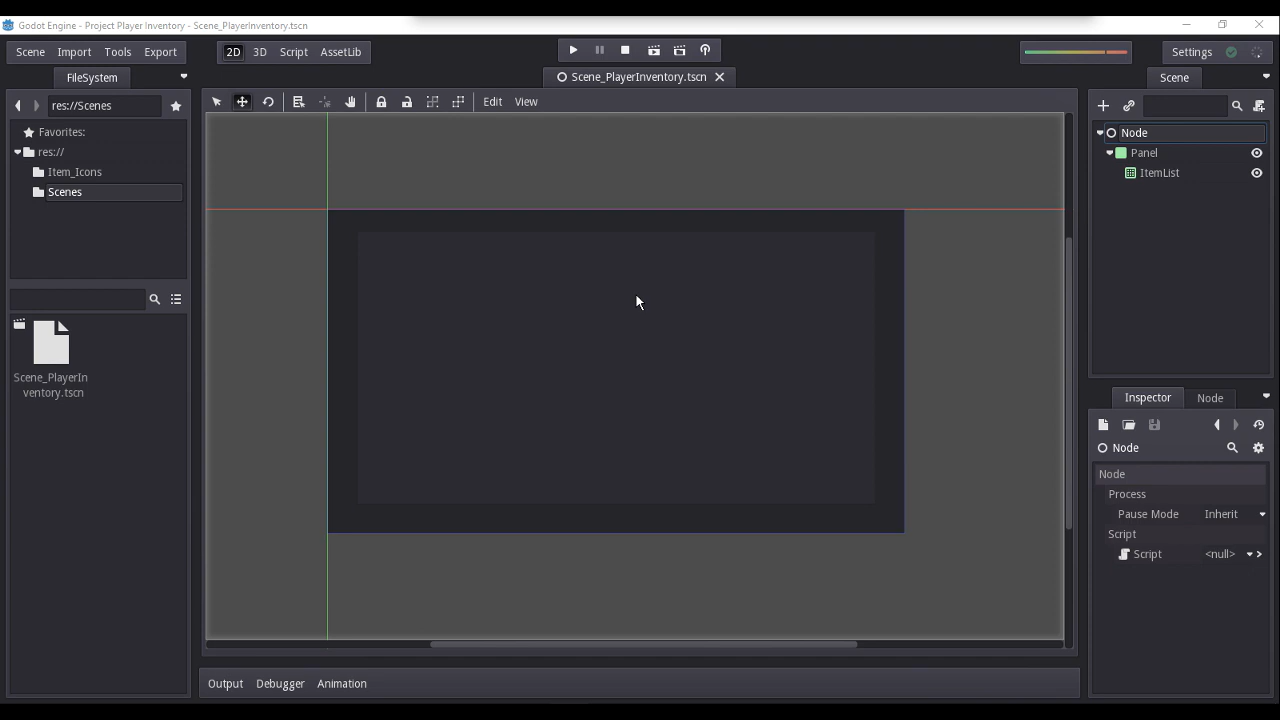 Godot Engine - Project Player Inventory - Scene_PlayerInventory.tscn
Scene Import Tools Export
2D 3D Script AssetLib
Settings
FileSystem
Scene_PlayerInventory.tscn
Scene
res://Scenes
Edit View
Favorites:
res://
Item_Icons
Scenes
Node
Panel
ItemList
Scene_PlayerIn
ventory.tscn
Inspector Node
Node
Node
Process
Pause Mode Inherit
Script
Script <null>
Output Debugger Animation